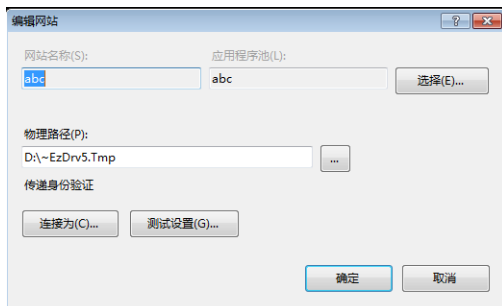 编辑网站
网站名称(S): 应用程序池(L):
abc abc 选择(E)...
物理路径(P):
D:\~EzDrv5.Tmp ...
传递身份验证
连接为(C)... 测试设置(G)...
确定 取消